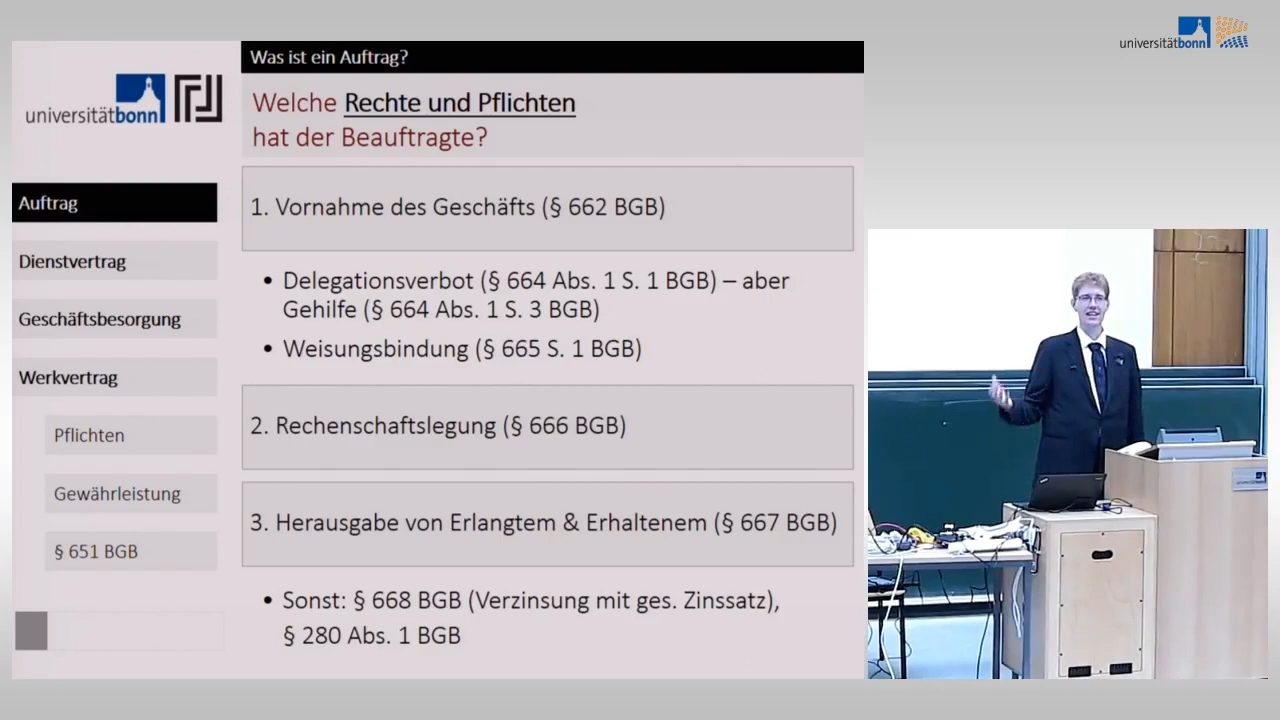 universitätbonn
Was ist ein Auftrag?
universitätbonn
Welche Rechte und Pflichten
hat der Beauftragte?
Auftrag
Dienstvertrag
Geschäftsbesorgung
Werkvertrag
Pflichten
Gewährleistung
§ 651 BGB
1. Vornahme des Geschäfts (§ 662 BGB)
• Delegationsverbot (§ 664 Abs. 1 S. 1 BGB) – aber
Gehilfe (§ 664 Abs. 1 S. 3 BGB)
• Weisungsbindung (§ 665 S. 1 BGB)
2. Rechenschaftslegung (§ 666 BGB)
3. Herausgabe von Erlangtem & Erhaltenem (§ 667 BGB)
• Sonst: § 668 BGB (Verzinsung mit ges. Zinssatz),
§ 280 Abs. 1 BGB